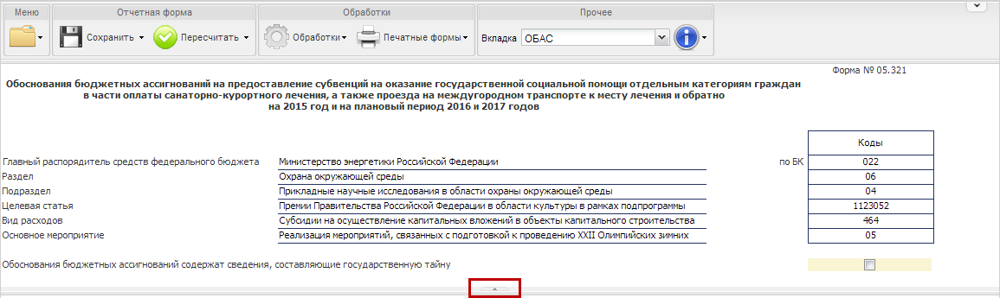 Меню Отчетная форма Обработки Прочее
Сохранить Пересчитать Обработки Печатные формы Вкладка ОБАС
Форма № 05.321
Обоснования бюджетных ассигнований на предоставление субвенций на оказание государственной социальной помощи отдельным категориям граждан
в части оплаты санаторно-курортного лечения, а также проезда на междугородном транспорте к месту лечения и обратно
на 2015 год и на плановый период 2016 и 2017 годов
Коды
Главный распорядитель средств федерального бюджета Министерство энергетики Российской Федерации по БК 022
Раздел Охрана окружающей среды 06
Подраздел Прикладные научные исследования в области охраны окружающей среды 04
Целевая статья Премии Правительства Российской Федерации в области культуры в рамках подпрограммы 1123052
Вид расходов Субсидии на осуществление капитальных вложений в объекты капитального строительства 464
Основное мероприятие Реализация мероприятий, связанных с подготовкой к проведению XXII Олимпийских зимних 05
Обоснования бюджетных ассигнований содержат сведения, составляющие государственную тайну